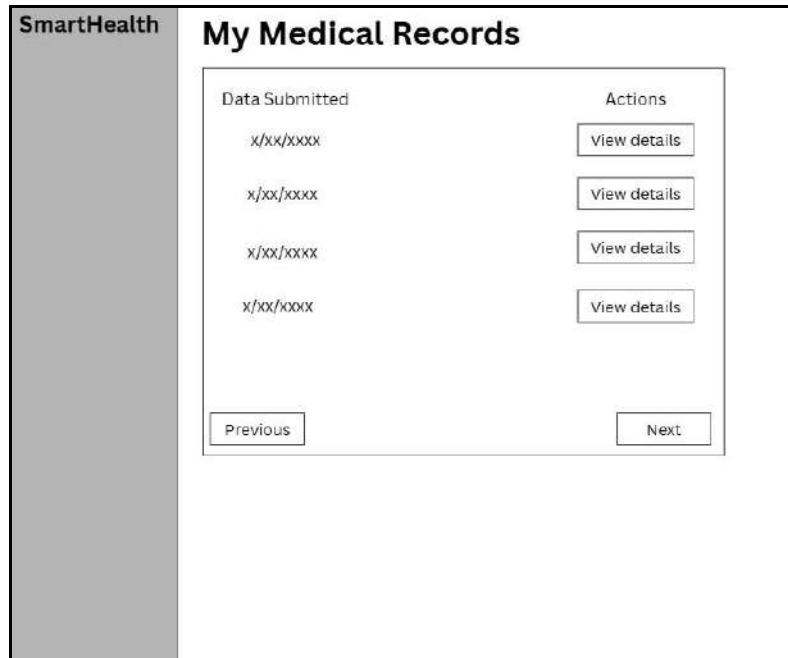 SmartHealth
My Medical Records
Data Submitted Actions
x/xx/xxxx View details
x/xx/xxxx View details
x/xx/xxxx View details
x/xx/xxxx View details
Previous Next